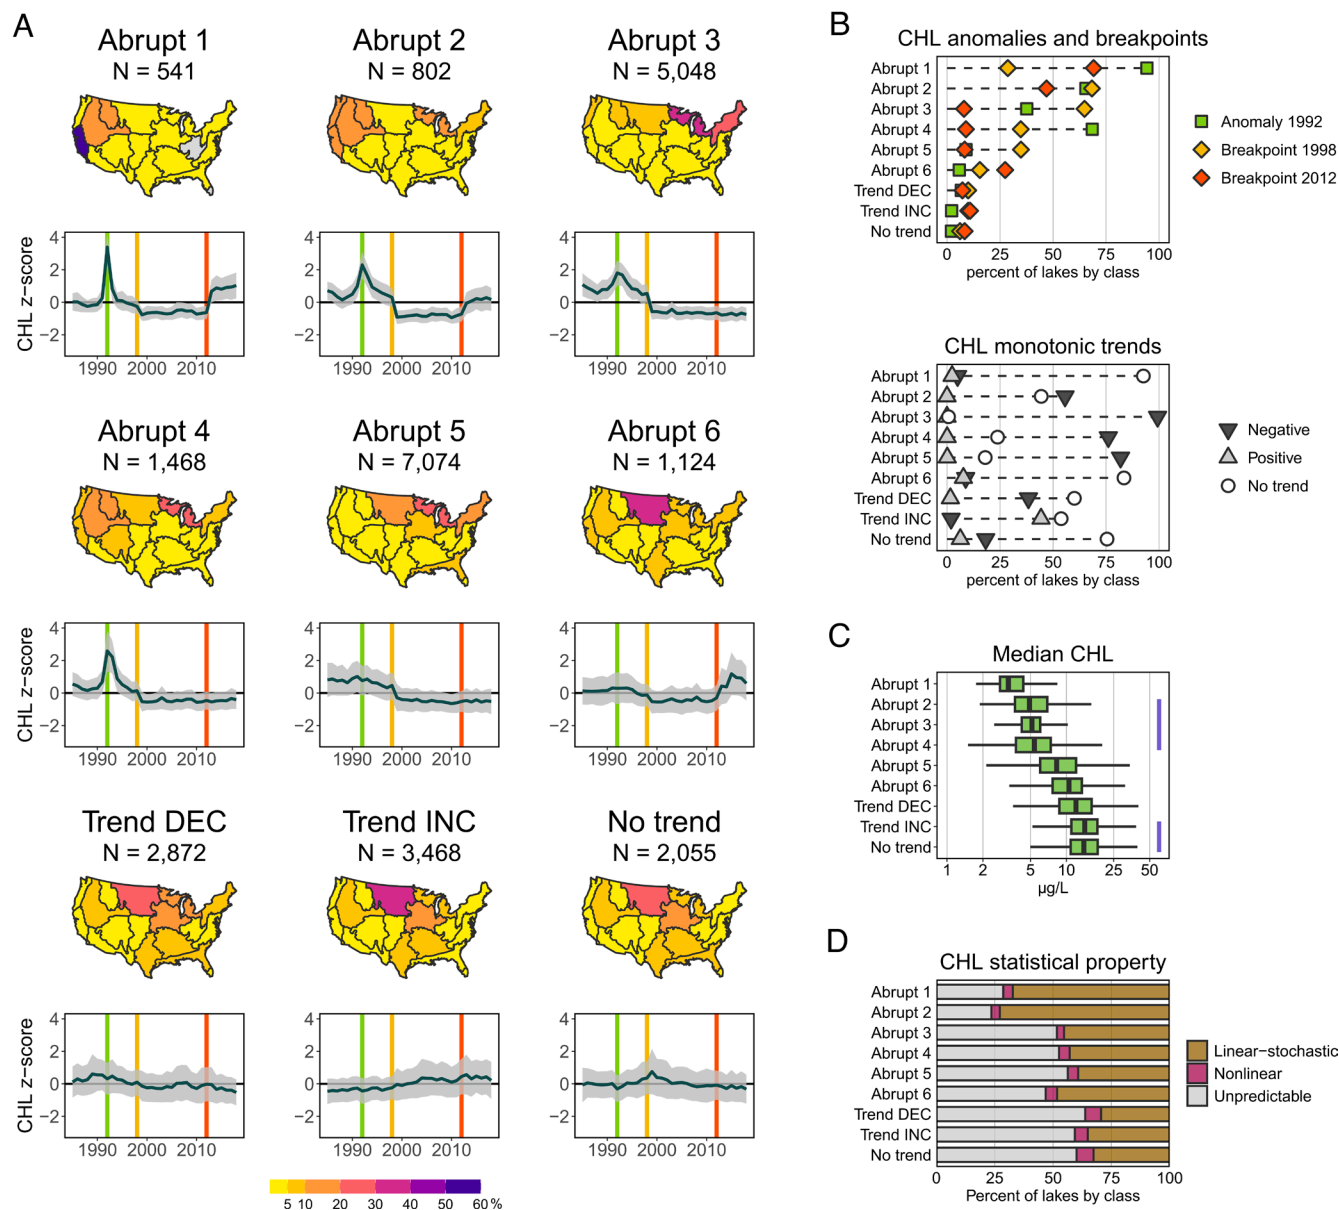 A
Abrupt 1
N = 541
Abrupt 2
N = 802
Abrupt 3
N = 5,048
CHL z-score
4
2
0
−2
1990 2000 2010
1990 2000 2010
1990 2000 2010
Abrupt 4
N = 1,468
Abrupt 5
N = 7,074
Abrupt 6
N = 1,124
CHL z-score
4
2
0
−2
4
2
0
−2
4
2
0
−2
1990 2000 2010
1990 2000 2010
1990 2000 2010
Trend DEC
N = 2,872
Trend INC
N = 3,468
No trend
N = 2,055
CHL z-score
4
2
0
−2
4
2
0
−2
4
2
0
−2
1990 2000 2010
1990 2000 2010
1990 2000 2010
5 10 20 30 40 50 60 %
B
CHL anomalies and breakpoints
Abrupt 1
Abrupt 2
Abrupt 3
Abrupt 4
Abrupt 5
Abrupt 6
Trend DEC
Trend INC
No trend
0 25 50 75 100
percent of lakes by class
Anomaly 1992
Breakpoint 1998
Breakpoint 2012
CHL monotonic trends
Abrupt 1
Abrupt 2
Abrupt 3
Abrupt 4
Abrupt 5
Abrupt 6
Trend DEC
Trend INC
No trend
0 25 50 75 100
percent of lakes by class
Negative
Positive
No trend
C
Median CHL
Abrupt 1
Abrupt 2
Abrupt 3
Abrupt 4
Abrupt 5
Abrupt 6
Trend DEC
Trend INC
No trend
1 2 5 10 25 50
µg/L
D
CHL statistical property
Abrupt 1
Abrupt 2
Abrupt 3
Abrupt 4
Abrupt 5
Abrupt 6
Trend DEC
Trend INC
No trend
0 25 50 75 100
Percent of lakes by class
Linear−stochastic
Nonlinear
Unpredictable